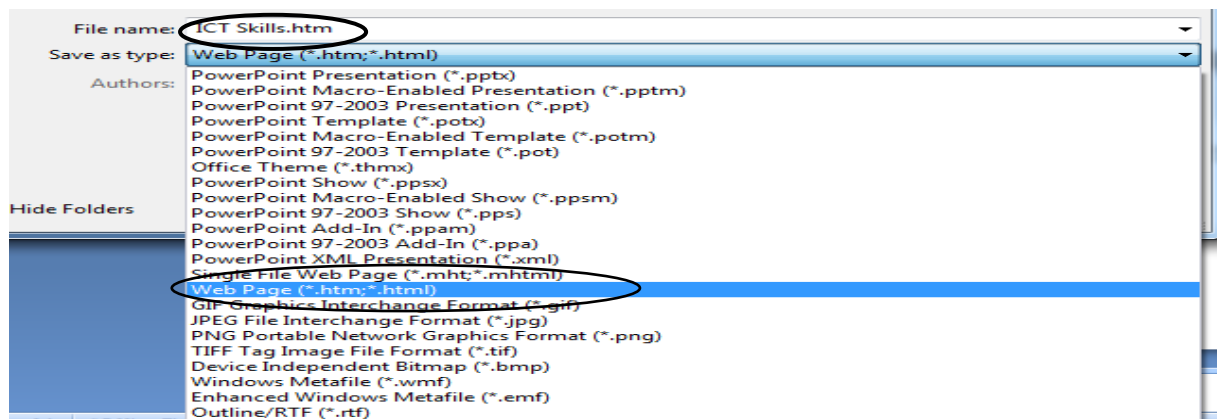 File name: ICT Skills.htm
Save as type: Web Page (*.htm;*.html)
Authors:
PowerPoint Presentation (*.pptx)
PowerPoint Macro-Enabled Presentation (*.pptm)
PowerPoint 97-2003 Presentation (*.ppt)
PowerPoint Template (*.potx)
PowerPoint Macro-Enabled Template (*.potm)
PowerPoint 97-2003 Template (*.pot)
Office Theme (*.thmx)
PowerPoint Show (*.ppsx)
PowerPoint Macro-Enabled Show (*.ppsm)
Hide Folders
PowerPoint 97-2003 Show (*.pps)
PowerPoint Add-In (*.ppam)
PowerPoint 97-2003 Add-In (*.ppa)
PowerPoint XML Presentation (*.xml)
Single File Web Page (*.mht;*.mhtml)
Web Page (*.htm;*.html)
GIF Graphics Interchange Format (*.gif)
JPEG File Interchange Format (*.jpg)
PNG Portable Network Graphics Format (*.png)
TIFF Tag Image File Format (*.tif)
Device Independent Bitmap (*.bmp)
Windows Metafile (*.wmf)
Enhanced Windows Metafile (*.emf)
Outline/RTF (*.rtf)